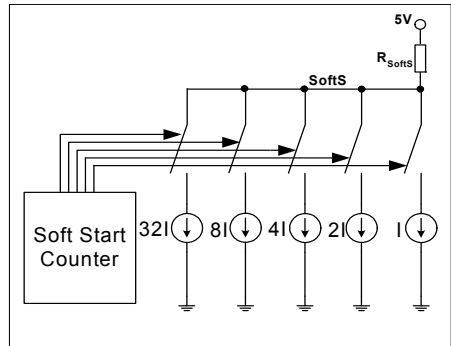 5V
RSoftS
SoftS
Soft Start
Counter
32I
8I
4I
2I
I